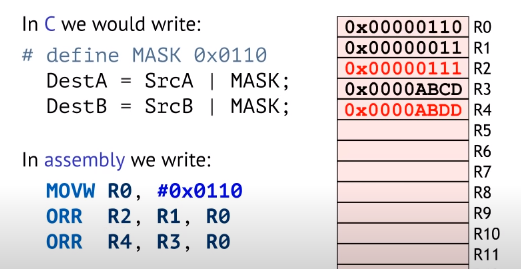 In C we would write:
# define MASK 0x0110
DestA = SrcA | MASK;
DestB = SrcB | MASK;
In assembly we write:
MOVW R0, #0x0110
ORR R2, R1, R0
ORR R4, R3, R0
0x00000110 R0
0x00000011 R1
0x00000111 R2
0x0000ABCD R3
0x0000ABDD R4
R5
R6
R7
R8
R9
R10
R11